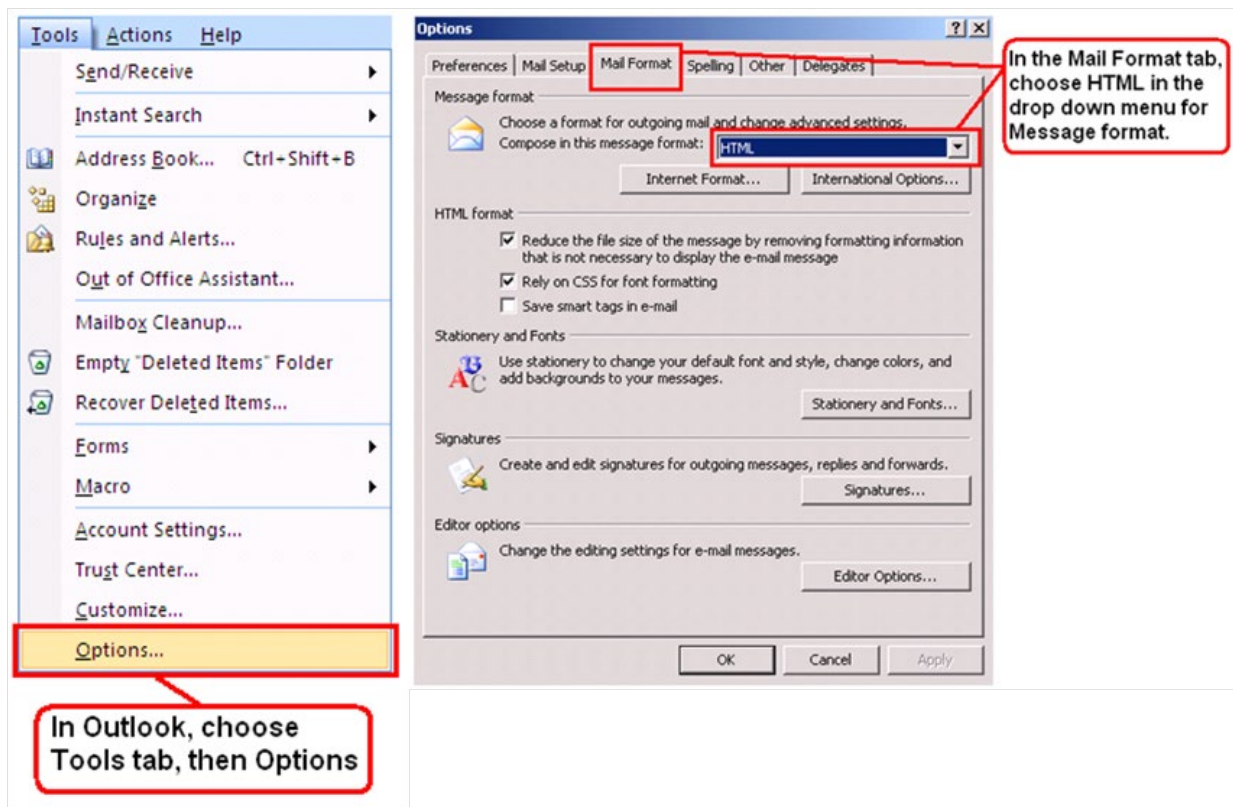 Tools Actions Help
Send/Receive
Instant Search
Address Book... Ctrl+Shift+B
Organize
Rules and Alerts...
Out of Office Assistant...
Mailbox Cleanup...
Empty "Deleted Items" Folder
Recover Deleted Items...
Forms
Macro
Account Settings...
Trust Center...
Customize...
Options...
In Outlook, choose
Tools tab, then Options
Options
Preferences Mail Setup Mail Format Spelling Other Delegates
Message format
Choose a format for outgoing mail and change advanced settings.
Compose in this message format: HTML
Internet Format... International Options...
HTML format
Reduce the file size of the message by removing formatting information
that is not necessary to display the e-mail message
Rely on CSS for font formatting
Save smart tags in e-mail
Stationery and Fonts
Use stationery to change your default font and style, change colors, and
add backgrounds to your messages.
Stationery and Fonts...
Signatures
Create and edit signatures for outgoing messages, replies and forwards.
Signatures...
Editor options
Change the editing settings for e-mail messages.
Editor Options...
OK Cancel Apply
In the Mail Format tab,
choose HTML in the
drop down menu for
Message format.